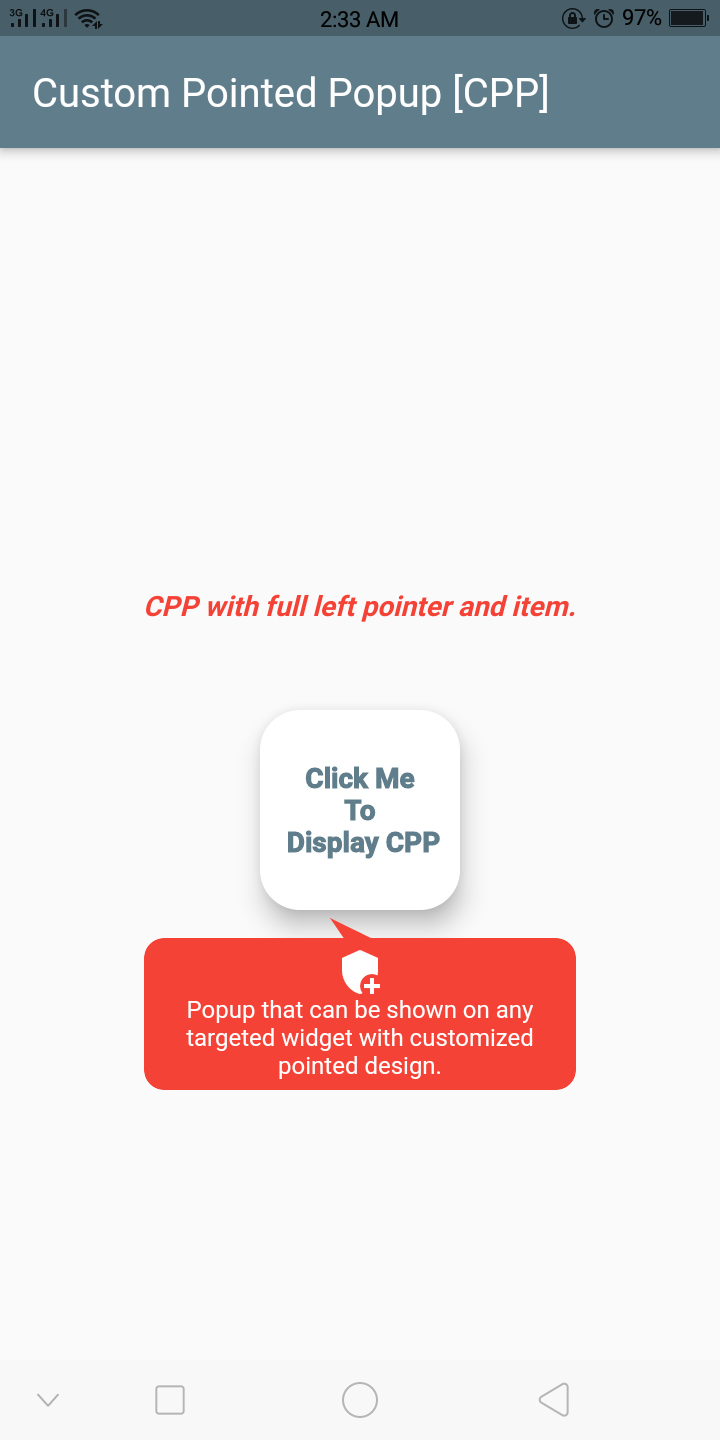 3G 4G 2:33 AM 97%
Custom Pointed Popup [CPP]
CPP with full left pointer and item.
Click Me
To
Display CPP
Popup that can be shown on any
targeted widget with customized
pointed design.